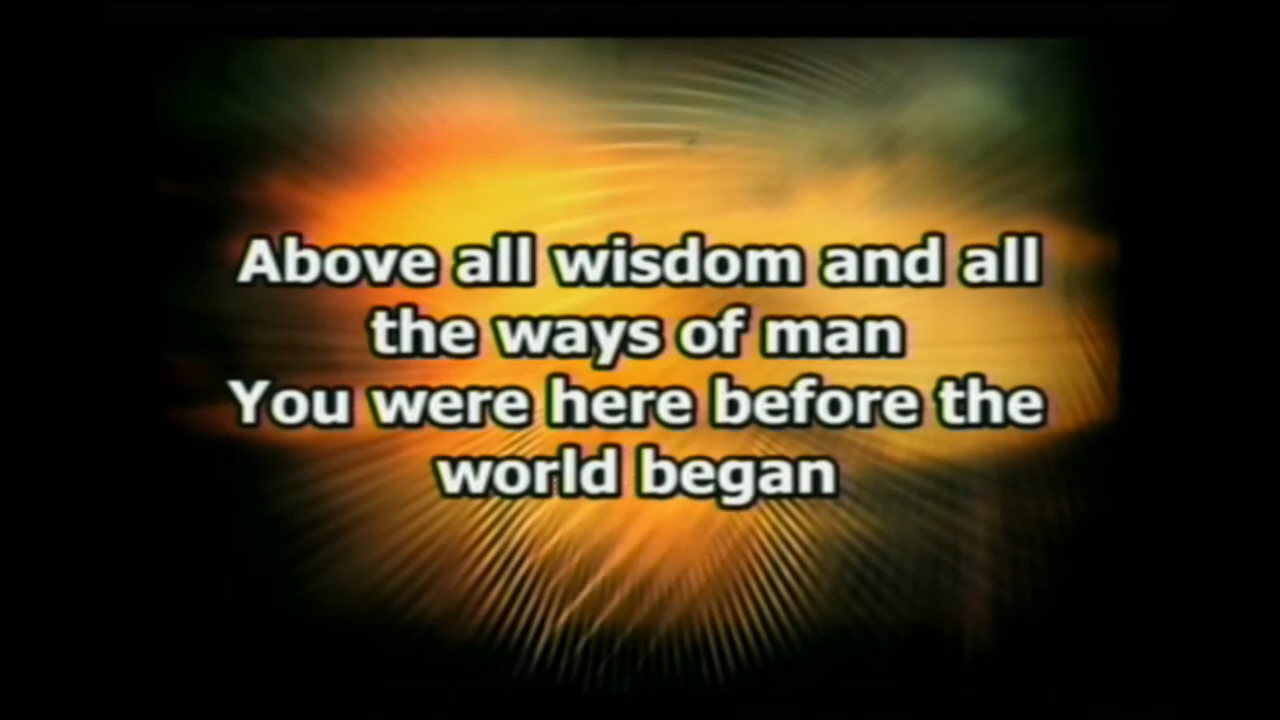 Above all wisdom and all
the ways of man
You were here before the
world began